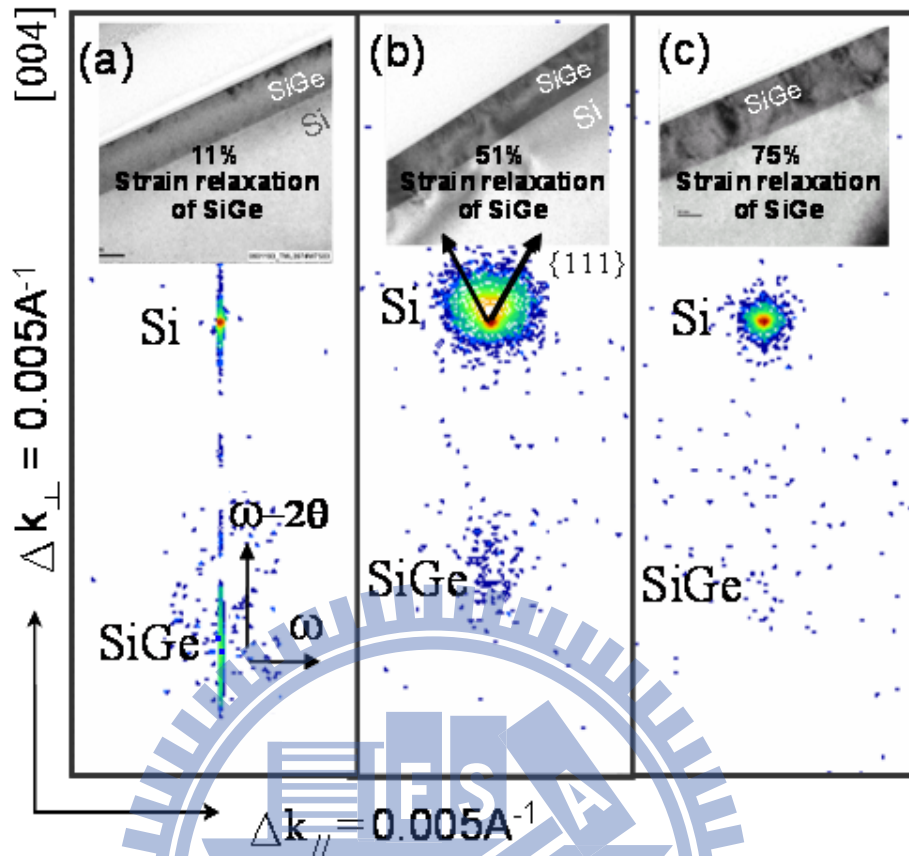 [004]
(a)
SiGe
Si
11%
Strain relaxation
of SiGe
Si
ω–2θ
ω
SiGe
(b)
SiGe
Si
51%
Strain relaxation
of SiGe
{111}
Si
SiGe
(c)
SiGe
75%
Strain relaxation
of SiGe
Si
SiGe
Δk⊥ = 0.005A⁻¹
Δk// = 0.005A⁻¹
ESA